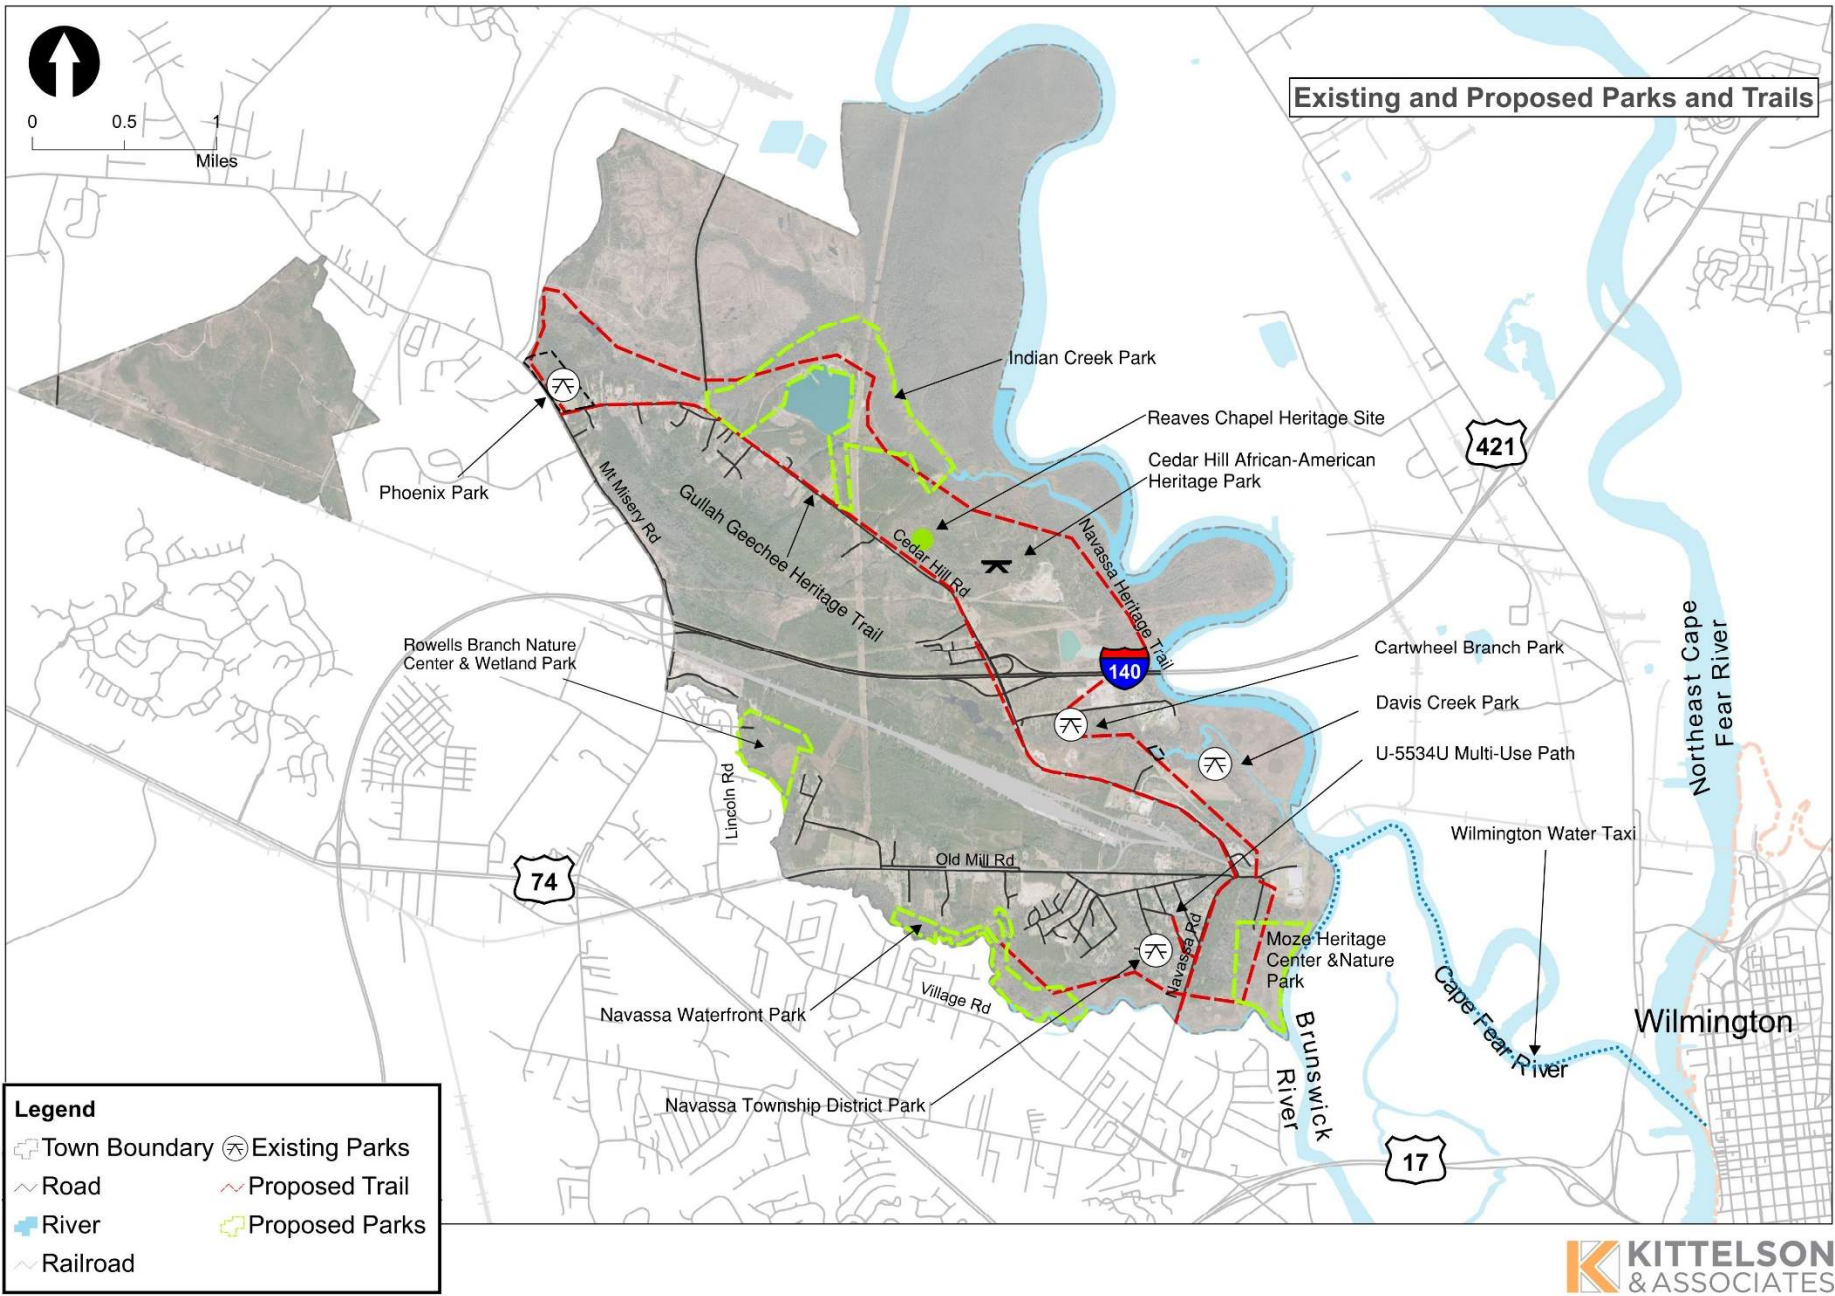 Existing and Proposed Parks and Trails
0 0.5 1
Miles
Indian Creek Park
Reaves Chapel Heritage Site
Cedar Hill African-American
Heritage Park
421
Phoenix Park
Mt Misery Rd
Gullah Geechee Heritage Trail
Cedar Hill Rd
Navassa Heritage Trail
Northeast Cape
Fear River
Rowells Branch Nature
Center & Wetland Park
140
Cartwheel Branch Park
Davis Creek Park
U-5534U Multi-Use Path
Lincoln Rd
Wilmington Water Taxi
Old Mill Rd
74
Navassa Rd
Moze Heritage
Center &Nature
Park
Village Rd
Navassa Waterfront Park
Cape Fear River
Wilmington
Brunswick
River
Navassa Township District Park
17
Legend
Town Boundary Existing Parks
Road Proposed Trail
River Proposed Parks
Railroad
KITTELSON
& ASSOCIATES